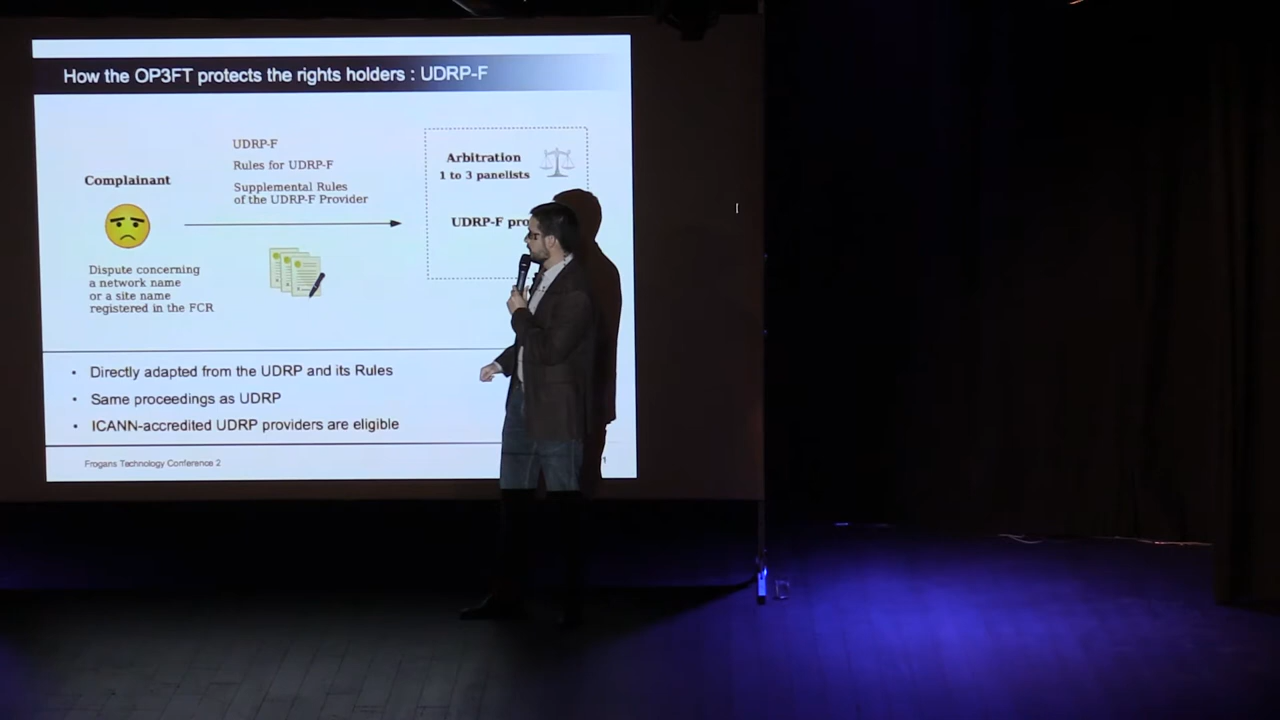 How the OP3FT protects the rights holders : UDRP-F
Complainant
Dispute concerning
a network name
or a site name
registered in the FCR
UDRP-F
Rules for UDRP-F
Supplemental Rules
of the UDRP-F Provider
Arbitration
1 to 3 panelists
UDRP-F
• Directly adapted from the UDRP and its Rules
• Same proceedings as UDRP
• ICANN-accredited UDRP providers are eligible
Frogans Technology Conference 2